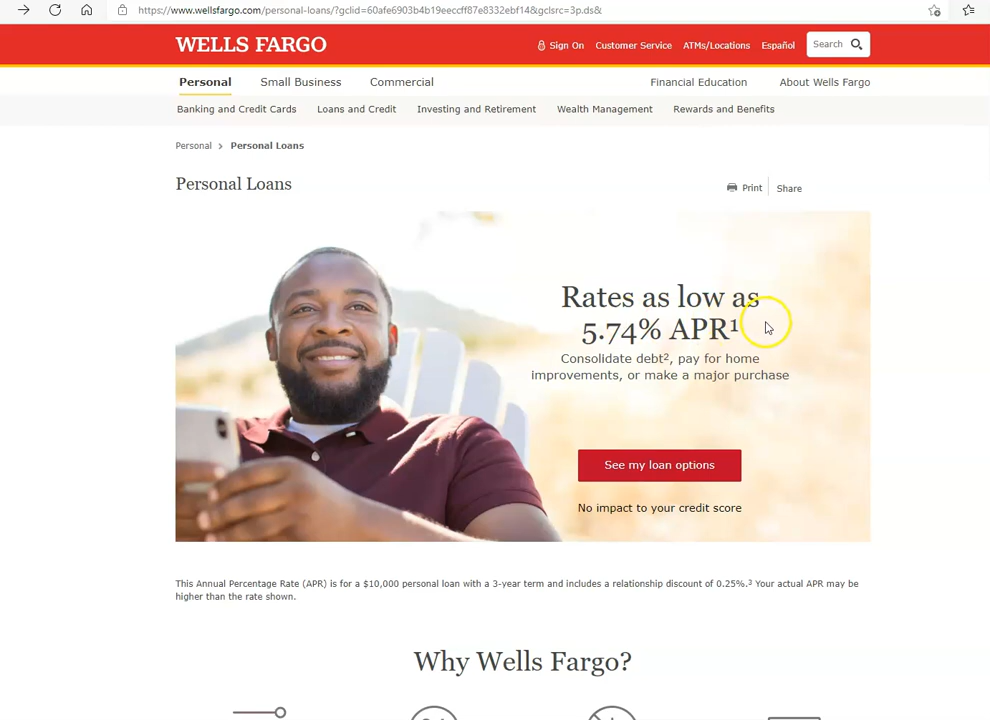 https://www.wellsfargo.com/personal-loans/?gclid=60afe6903b4b19eeccff87e8332ebf14&gclsrc=3p.ds&
WELLS FARGO
Sign On Customer Service ATMs/Locations Español Search
Personal Small Business Commercial Financial Education About Wells Fargo
Banking and Credit Cards Loans and Credit Investing and Retirement Wealth Management Rewards and Benefits
Personal > Personal Loans
Personal Loans
Print Share
Rates as low as
5.74% APR¹
Consolidate debt², pay for home
improvements, or make a major purchase
See my loan options
No impact to your credit score
This Annual Percentage Rate (APR) is for a $10,000 personal loan with a 3-year term and includes a relationship discount of 0.25%.³ Your actual APR may be
higher than the rate shown.
Why Wells Fargo?